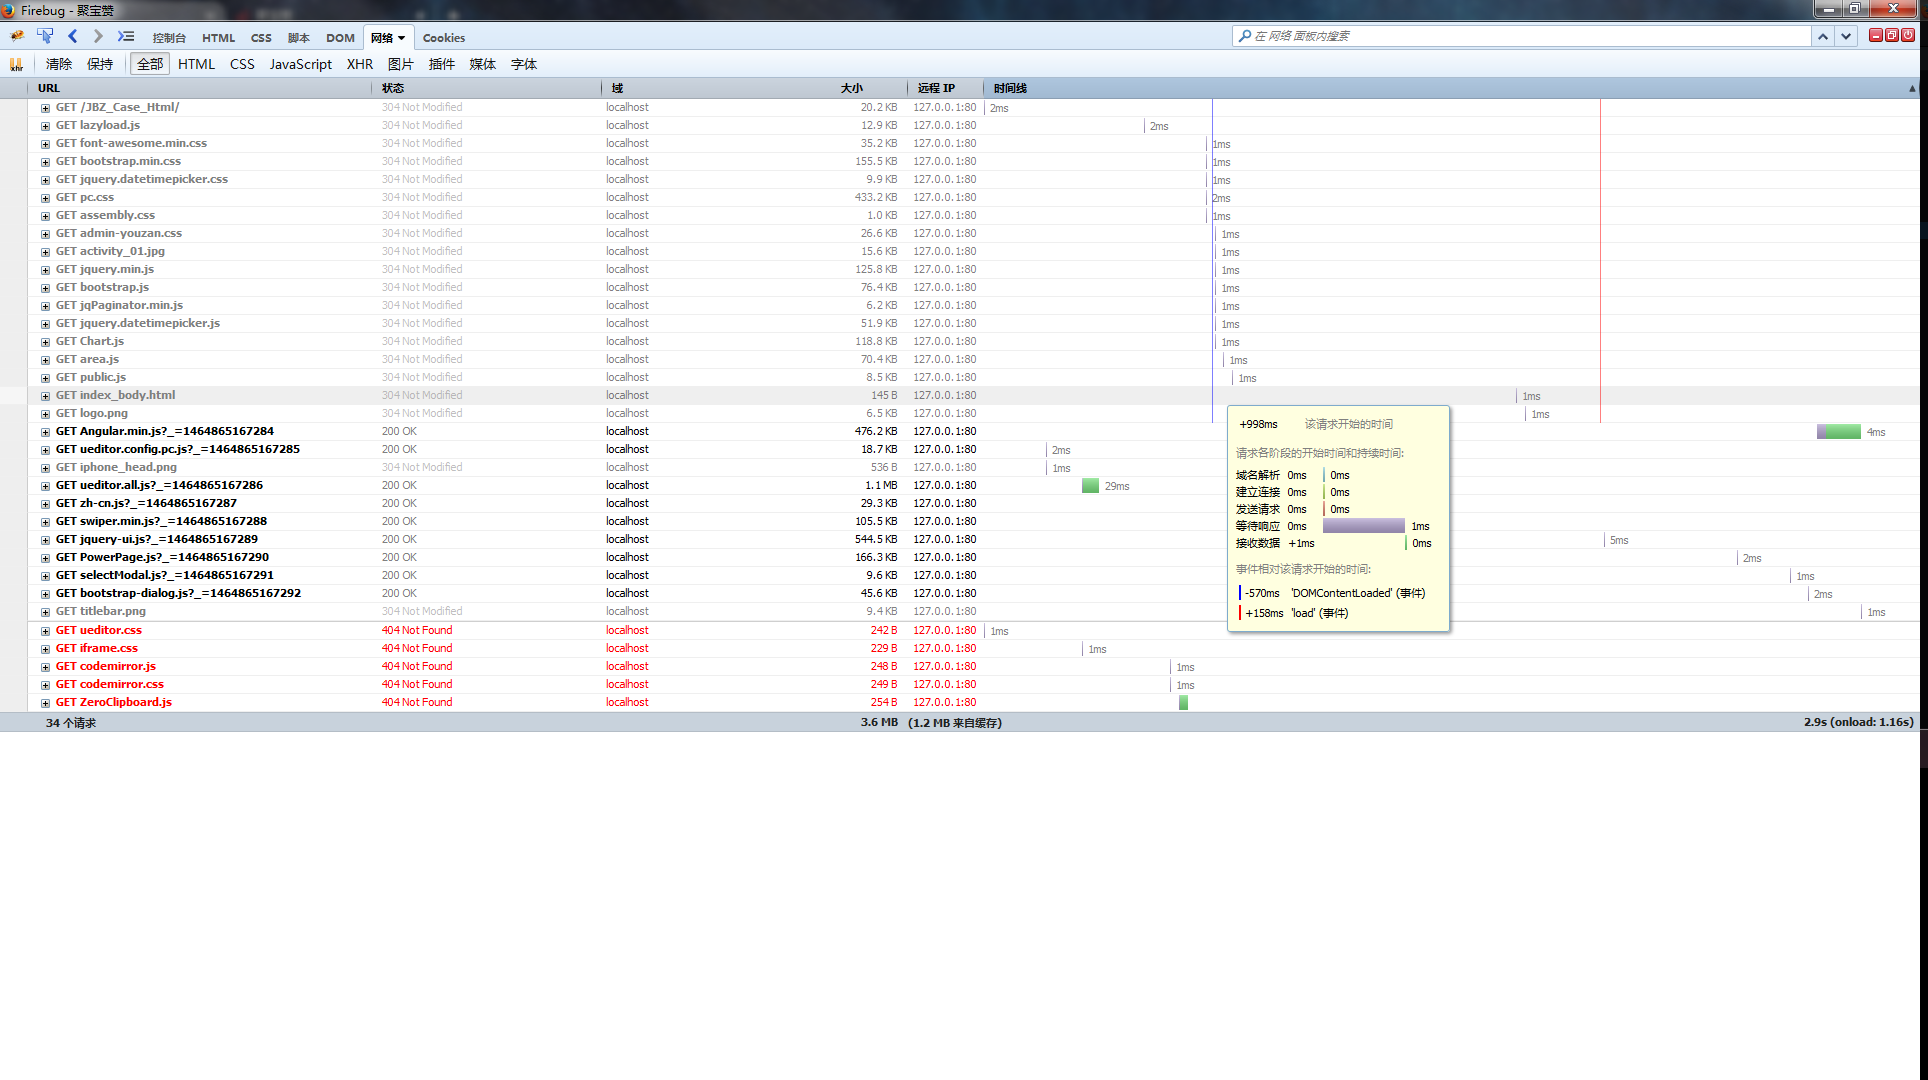 Firebug - 聚宝赞
控制台 HTML CSS 脚本 DOM 网络 Cookies 在 网络 面板内搜索
xhr 清除 保持 全部 HTML CSS JavaScript XHR 图片 插件 媒体 字体
URL 状态 域 大小 远程 IP 时间线
GET /JBZ_Case_Html/ 304 Not Modified localhost 20.2 KB 127.0.0.1:80 2ms
GET lazyload.js 304 Not Modified localhost 12.9 KB 127.0.0.1:80 2ms
GET font-awesome.min.css 304 Not Modified localhost 35.2 KB 127.0.0.1:80 1ms
GET bootstrap.min.css 304 Not Modified localhost 155.5 KB 127.0.0.1:80 1ms
GET jquery.datetimepicker.css 304 Not Modified localhost 9.9 KB 127.0.0.1:80 1ms
GET pc.css 304 Not Modified localhost 433.2 KB 127.0.0.1:80 2ms
GET assembly.css 304 Not Modified localhost 1.0 KB 127.0.0.1:80 1ms
GET admin-youzan.css 304 Not Modified localhost 26.6 KB 127.0.0.1:80 1ms
GET activity_01.jpg 304 Not Modified localhost 15.6 KB 127.0.0.1:80 1ms
GET jquery.min.js 304 Not Modified localhost 125.8 KB 127.0.0.1:80 1ms
GET bootstrap.js 304 Not Modified localhost 76.4 KB 127.0.0.1:80 1ms
GET jqPaginator.min.js 304 Not Modified localhost 6.2 KB 127.0.0.1:80 1ms
GET jquery.datetimepicker.js 304 Not Modified localhost 51.9 KB 127.0.0.1:80 1ms
GET Chart.js 304 Not Modified localhost 118.8 KB 127.0.0.1:80 1ms
GET area.js 304 Not Modified localhost 70.4 KB 127.0.0.1:80 1ms
GET public.js 304 Not Modified localhost 8.5 KB 127.0.0.1:80 1ms
GET index_body.html 304 Not Modified localhost 145 B 127.0.0.1:80 1ms
GET logo.png 304 Not Modified localhost 6.5 KB 127.0.0.1:80 1ms
GET Angular.min.js?_=1464865167284 200 OK localhost 476.2 KB 127.0.0.1:80 4ms
GET ueditor.config.pc.js?_=1464865167285 200 OK localhost 18.7 KB 127.0.0.1:80 2ms
GET iphone_head.png 304 Not Modified localhost 536 B 127.0.0.1:80 1ms
GET ueditor.all.js?_=1464865167286 200 OK localhost 1.1 MB 127.0.0.1:80 29ms
GET zh-cn.js?_=1464865167287 200 OK localhost 29.3 KB 127.0.0.1:80
GET swiper.min.js?_=1464865167288 200 OK localhost 105.5 KB 127.0.0.1:80
GET jquery-ui.js?_=1464865167289 200 OK localhost 544.5 KB 127.0.0.1:80 5ms
GET PowerPage.js?_=1464865167290 200 OK localhost 166.3 KB 127.0.0.1:80 2ms
GET selectModal.js?_=1464865167291 200 OK localhost 9.6 KB 127.0.0.1:80 1ms
GET bootstrap-dialog.js?_=1464865167292 200 OK localhost 45.6 KB 127.0.0.1:80 2ms
GET titlebar.png 304 Not Modified localhost 9.4 KB 127.0.0.1:80 1ms
GET ueditor.css 404 Not Found localhost 242 B 127.0.0.1:80 1ms
GET iframe.css 404 Not Found localhost 229 B 127.0.0.1:80 1ms
GET codemirror.js 404 Not Found localhost 248 B 127.0.0.1:80 1ms
GET codemirror.css 404 Not Found localhost 249 B 127.0.0.1:80 1ms
GET ZeroClipboard.js 404 Not Found localhost 254 B 127.0.0.1:80
34 个请求 3.6 MB (1.2 MB 来自缓存) 2.9s (onload: 1.16s)
+998ms 该请求开始的时间
请求各阶段的开始时间和持续时间:
域名解析 0ms 0ms
建立连接 0ms 0ms
发送请求 0ms 0ms
等待响应 0ms 1ms
接收数据 +1ms 0ms
事件相对该请求开始的时间:
-570ms 'DOMContentLoaded' (事件)
+158ms 'load' (事件)